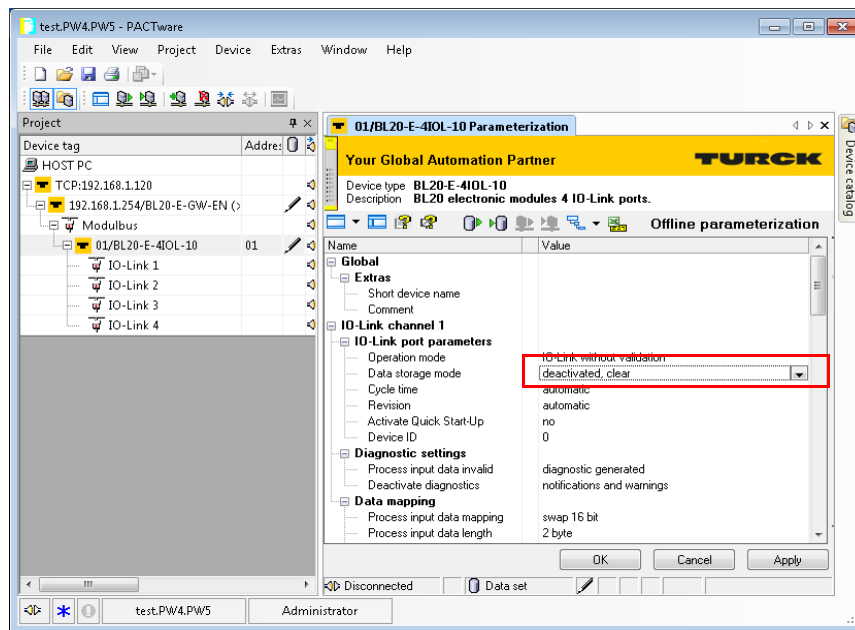 test.PW4.PW5 - PACTware
File Edit View Project Device Extras Window Help
Project
Device tag Addre:
HOST PC
TCP:192.168.1.120
192.168.1.254/BL20-E-GW-EN (>
Modulbus
01/BL20-E-4IOL-10 01
IO-Link 1
IO-Link 2
IO-Link 3
IO-Link 4
01/BL20-E-4IOL-10 Parameterization
Your Global Automation Partner TURCK
Device type BL20-E-4IOL-10
Description BL20 electronic modules 4 IO-Link ports.
Offline parameterization
Name Value
Global
Extras
Short device name
Comment
IO-Link channel 1
IO-Link port parameters
Operation mode IO-Link without validation
Data storage mode deactivated, clear
Cycle time automatic
Revision automatic
Activate Quick Start-Up no
Device ID 0
Diagnostic settings
Process input data invalid diagnostic generated
Deactivate diagnostics notifications and warnings
Data mapping
Process input data mapping swap 16 bit
Process input data length 2 byte
OK Cancel Apply
Disconnected Data set
test.PW4.PW5 Administrator
Device catalog